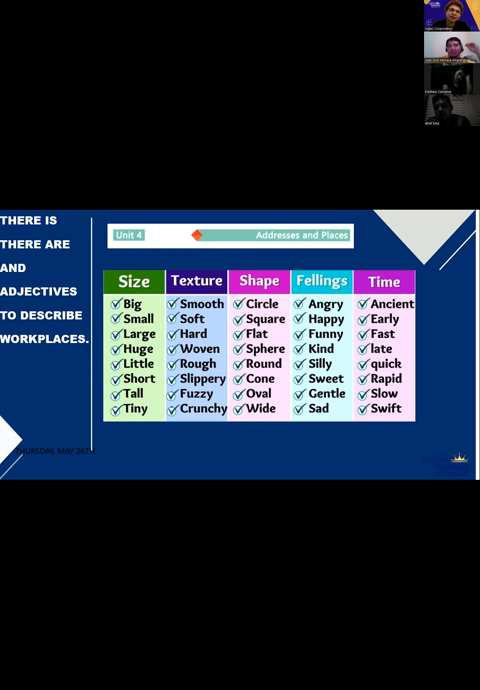 THERE IS
THERE ARE
AND
ADJECTIVES
TO DESCRIBE
WORKPLACES.
THURSDAY, MAY 26TH
Unit 4
Addresses and Places
Size Texture Shape Fellings Time
Big Smooth Circle Angry Ancient
Small Soft Square Happy Early
Large Hard Flat Funny Fast
Huge Woven Sphere Kind late
Little Rough Round Silly quick
Short Slippery Cone Sweet Rapid
Tall Fuzzy Oval Gentle Slow
Tiny Crunchy Wide Sad Swift